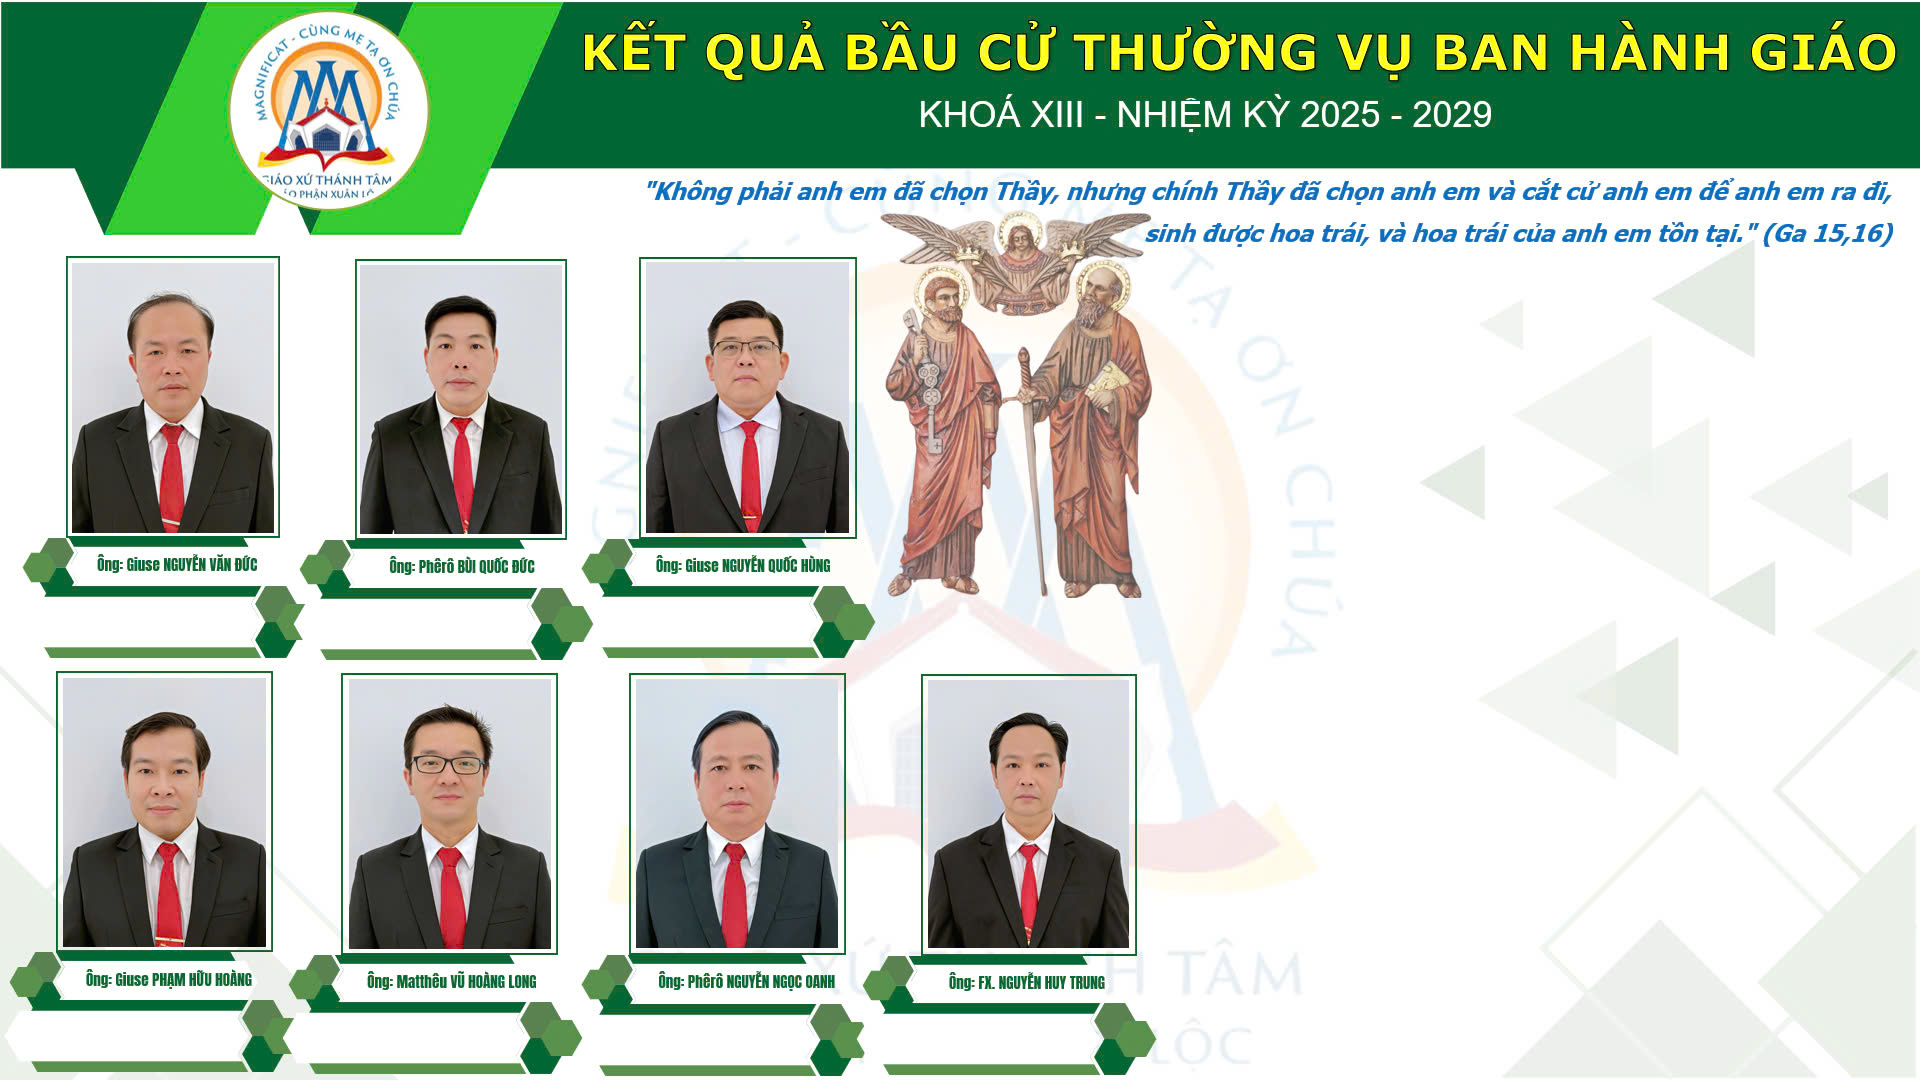 MAGNIFICAT - CÙNG MẸ TẠ ƠN CHÚA
GIÁO XỨ THÁNH TÂM
KẾT QUẢ BẦU CỬ THƯỜNG VỤ BAN HÀNH GIÁO
KHOÁ XIII - NHIỆM KỲ 2025 - 2029
"Không phải anh em đã chọn Thầy, nhưng chính Thầy đã chọn anh em và cắt cử anh em để anh em ra đi,
sinh được hoa trái, và hoa trái của anh em tồn tại." (Ga 15,16)
Ông: Giuse NGUYỄN VĂN ĐỨC
Ông: Phêrô BÙI QUỐC ĐỨC
Ông: Giuse NGUYỄN QUỐC HÙNG
Ông: Giuse PHẠM HỮU HOÀNG
Ông: Matthêu VŨ HOÀNG LONG
Ông: Phêrô NGUYỄN NGỌC OANH
Ông: FX. NGUYỄN HUY TRUNG